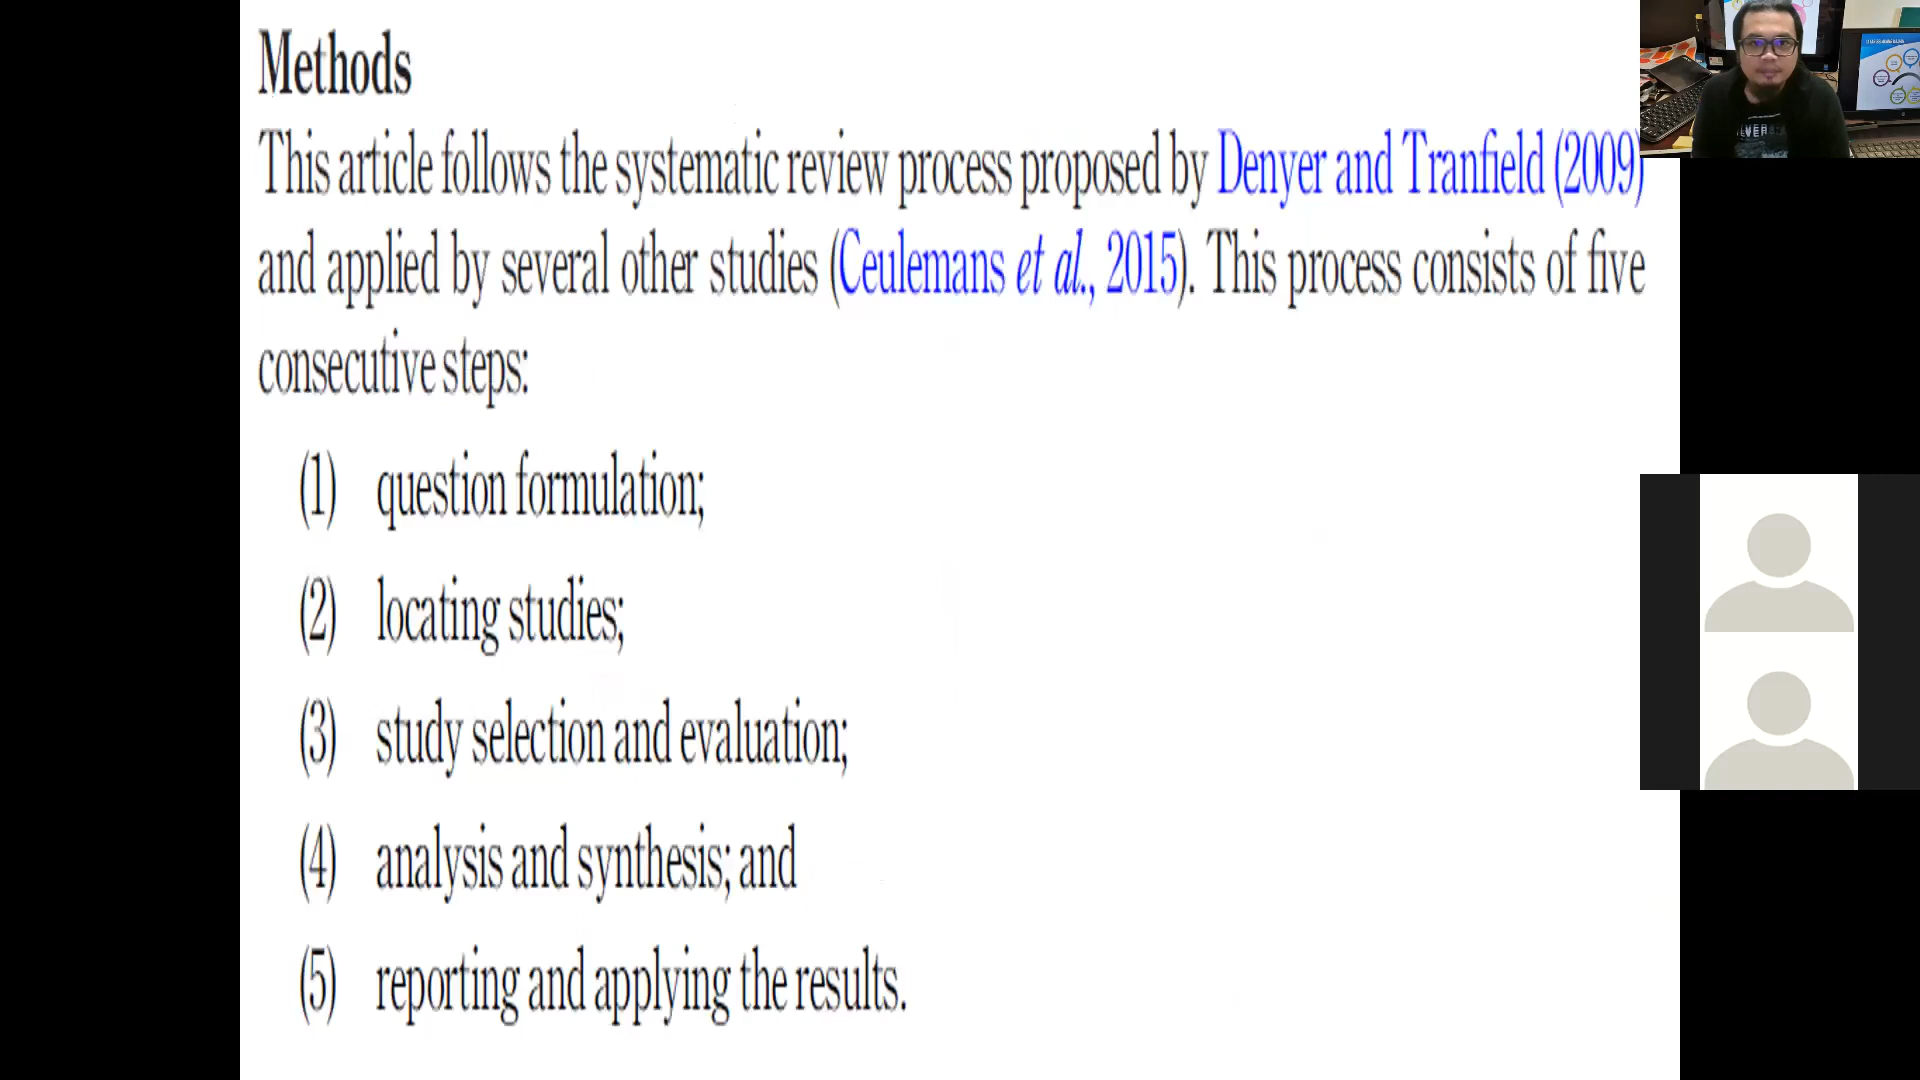 Methods
This article follows the systematic review process proposed by Denyer and Tranfield (2009)
and applied by several other studies (Ceulemans et al., 2015). This process consists of five
consecutive steps:
(1) question formulation;
(2) locating studies;
(3) study selection and evaluation;
(4) analysis and synthesis; and
(5) reporting and applying the results.